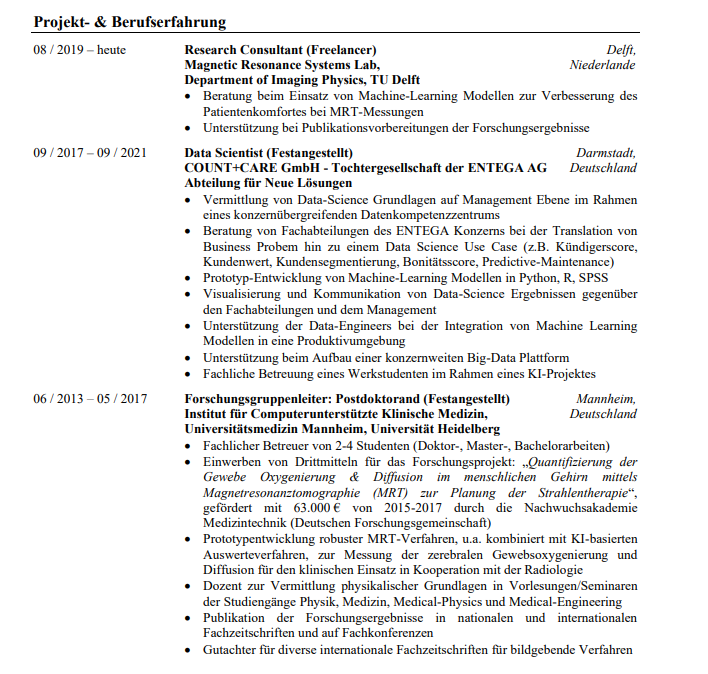 Projekt- & Berufserfahrung
08 / 2019 – heute Research Consultant (Freelancer) Delft,
Magnetic Resonance Systems Lab, Niederlande
Department of Imaging Physics, TU Delft
• Beratung beim Einsatz von Machine-Learning Modellen zur Verbesserung des
Patientenkomfortes bei MRT-Messungen
• Unterstützung bei Publikationsvorbereitungen der Forschungsergebnisse
09 / 2017 – 09 / 2021 Data Scientist (Festangestellt) Darmstadt,
COUNT+CARE GmbH - Tochtergesellschaft der ENTEGA AG Deutschland
Abteilung für Neue Lösungen
• Vermittlung von Data-Science Grundlagen auf Management Ebene im Rahmen
eines konzernübergreifenden Datenkompetenzzentrums
• Beratung von Fachabteilungen des ENTEGA Konzerns bei der Translation von
Business Probem hin zu einem Data Science Use Case (z.B. Kündigerscore,
Kundenwert, Kundensegmentierung, Bonitätsscore, Predictive-Maintenance)
• Prototyp-Entwicklung von Machine-Learning Modellen in Python, R, SPSS
• Visualisierung und Kommunikation von Data-Science Ergebnissen gegenüber
den Fachabteilungen und dem Management
• Unterstützung der Data-Engineers bei der Integration von Machine Learning
Modellen in eine Produktivumgebung
• Unterstützung beim Aufbau einer konzernweiten Big-Data Plattform
• Fachliche Betreuung eines Werkstudenten im Rahmen eines KI-Projektes
06 / 2013 – 05 / 2017 Forschungsgruppenleiter: Postdoktorand (Festangestellt) Mannheim,
Institut für Computerunterstützte Klinische Medizin, Deutschland
Universitätsmedizin Mannheim, Universität Heidelberg
• Fachlicher Betreuer von 2-4 Studenten (Doktor-, Master-, Bachelorarbeiten)
• Einwerben von Drittmitteln für das Forschungsprojekt: „Quantifizierung der
Gewebe Oxygenierung & Diffusion im menschlichen Gehirn mittels
Magnetresonanztomographie (MRT) zur Planung der Strahlentherapie“,
gefördert mit 63.000 € von 2015-2017 durch die Nachwuchsakademie
Medizintechnik (Deutschen Forschungsgemeinschaft)
• Prototypentwicklung robuster MRT-Verfahren, u.a. kombiniert mit KI-basierten
Auswerteverfahren, zur Messung der zerebralen Gewebsoxygenierung und
Diffusion für den klinischen Einsatz in Kooperation mit der Radiologie
• Dozent zur Vermittlung physikalischer Grundlagen in Vorlesungen/Seminaren
der Studiengänge Physik, Medizin, Medical-Physics und Medical-Engineering
• Publikation der Forschungsergebnisse in nationalen und internationalen
Fachzeitschriften und auf Fachkonferenzen
• Gutachter für diverse internationale Fachzeitschriften für bildgebende Verfahren